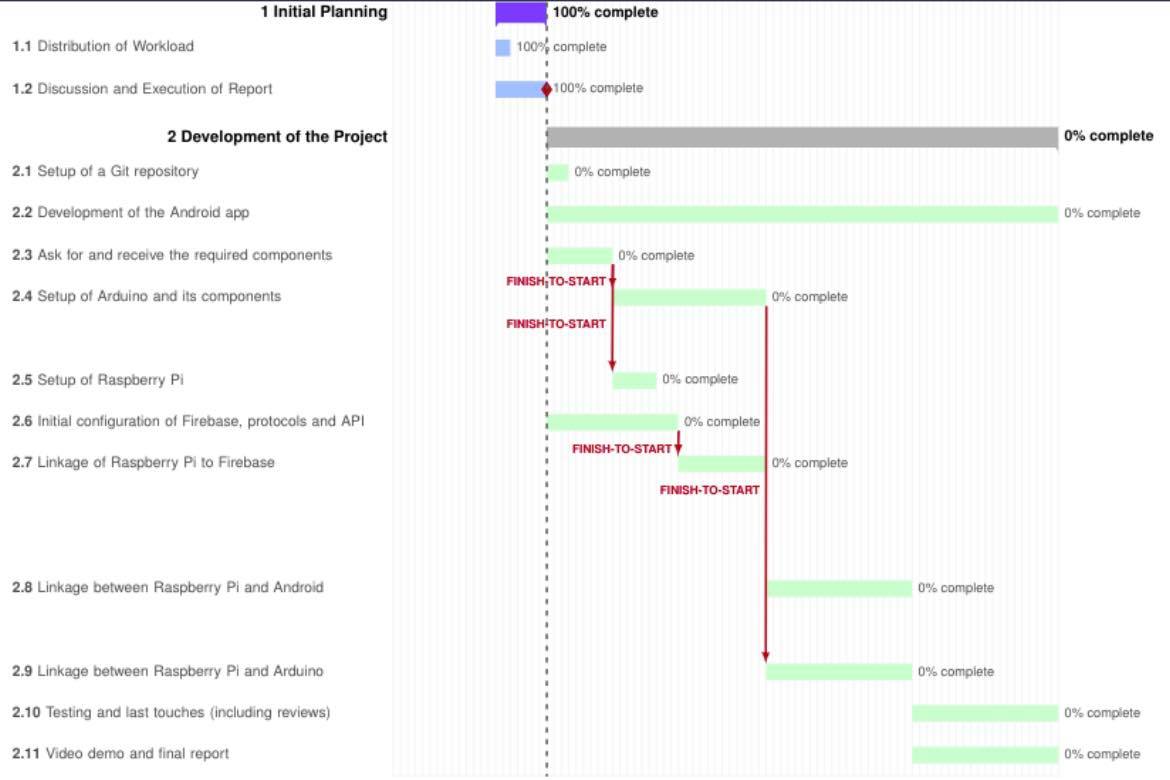 1 Initial Planning 100% complete
1.1 Distribution of Workload 100% complete
1.2 Discussion and Execution of Report 100% complete
2 Development of the Project 0% complete
2.1 Setup of a Git repository 0% complete
2.2 Development of the Android app 0% complete
2.3 Ask for and receive the required components 0% complete
FINISH-TO-START
2.4 Setup of Arduino and its components 0% complete
FINISH-TO-START
2.5 Setup of Raspberry Pi 0% complete
2.6 Initial configuration of Firebase, protocols and API 0% complete
FINISH-TO-START
2.7 Linkage of Raspberry Pi to Firebase 0% complete
FINISH-TO-START
2.8 Linkage between Raspberry Pi and Android 0% complete
2.9 Linkage between Raspberry Pi and Arduino 0% complete
2.10 Testing and last touches (including reviews) 0% complete
2.11 Video demo and final report 0% complete